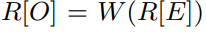 R[O] = W(R[E])